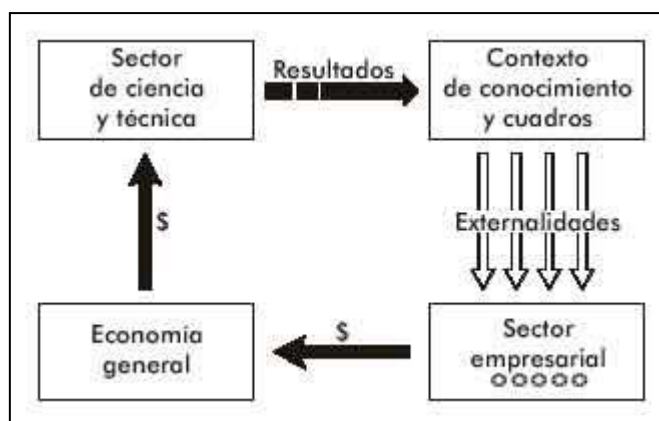 Sector
de ciencia
y técnica
Resultados
Contexto
de conocimiento
y cuadros
$
Externalidades
Economía
general
$
Sector
empresarial